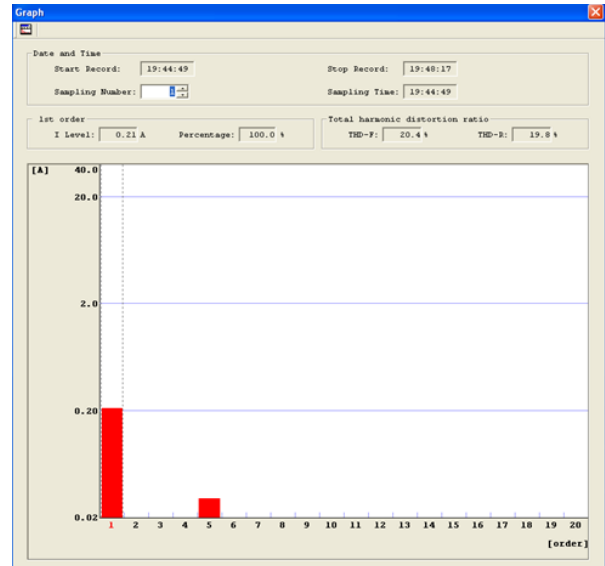 Graph
Date and Time
Start Record: 19:44:49 Stop Record: 19:48:17
Sampling Number: 1 Sampling Time: 19:44:49
1st order
I Level: 0.21 A Percentage: 100.0 %
Total harmonic distortion ratio
THD-F: 20.4 % THD-R: 19.8 %
[A] 40.0
20.0
2.0
0.20
0.02
1 2 3 4 5 6 7 8 9 10 11 12 13 14 15 16 17 18 19 20
[order]